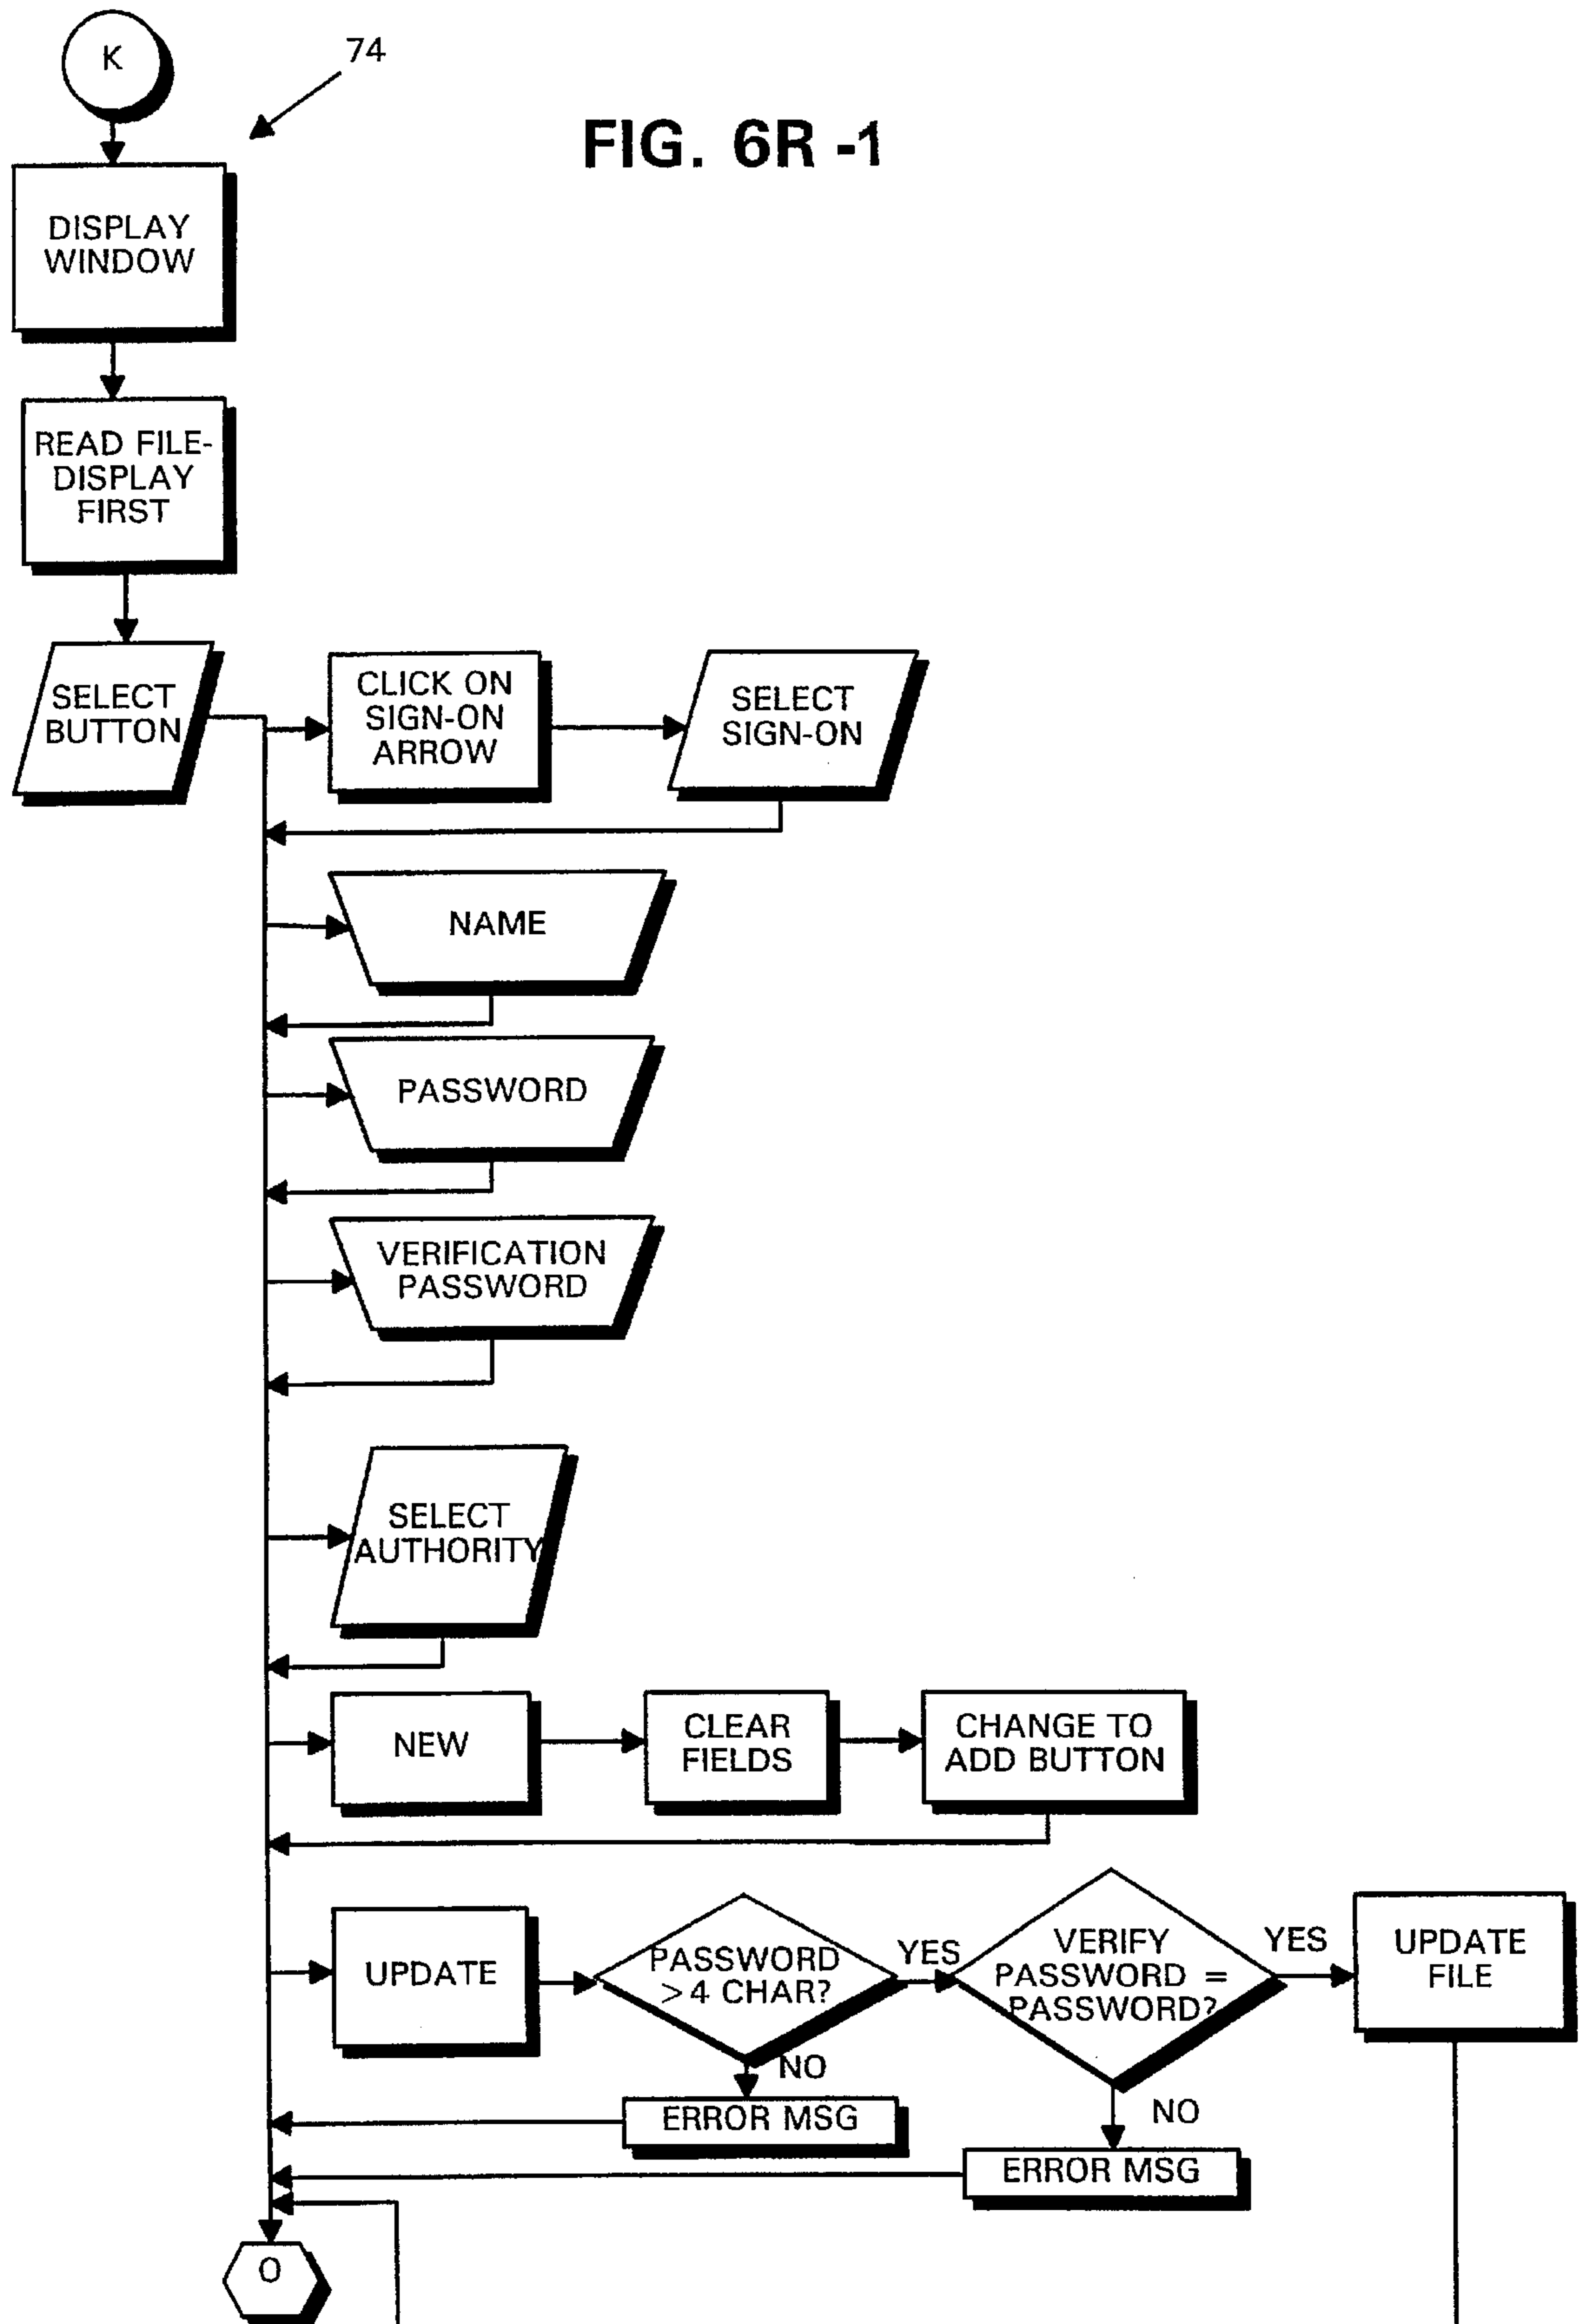 K
74
FIG. 6R -1
DISPLAY
WINDOW
READ FILE-
DISPLAY
FIRST
SELECT
BUTTON
CLICK ON
SIGN-ON
ARROW
SELECT
SIGN-ON
NAME
PASSWORD
VERIFICATION
PASSWORD
SELECT
AUTHORITY
NEW
CLEAR
FIELDS
CHANGE TO
ADD BUTTON
UPDATE
PASSWORD
>4 CHAR?
YES
VERIFY
PASSWORD =
PASSWORD?
YES
UPDATE
FILE
NO
ERROR MSG
NO
ERROR MSG
O